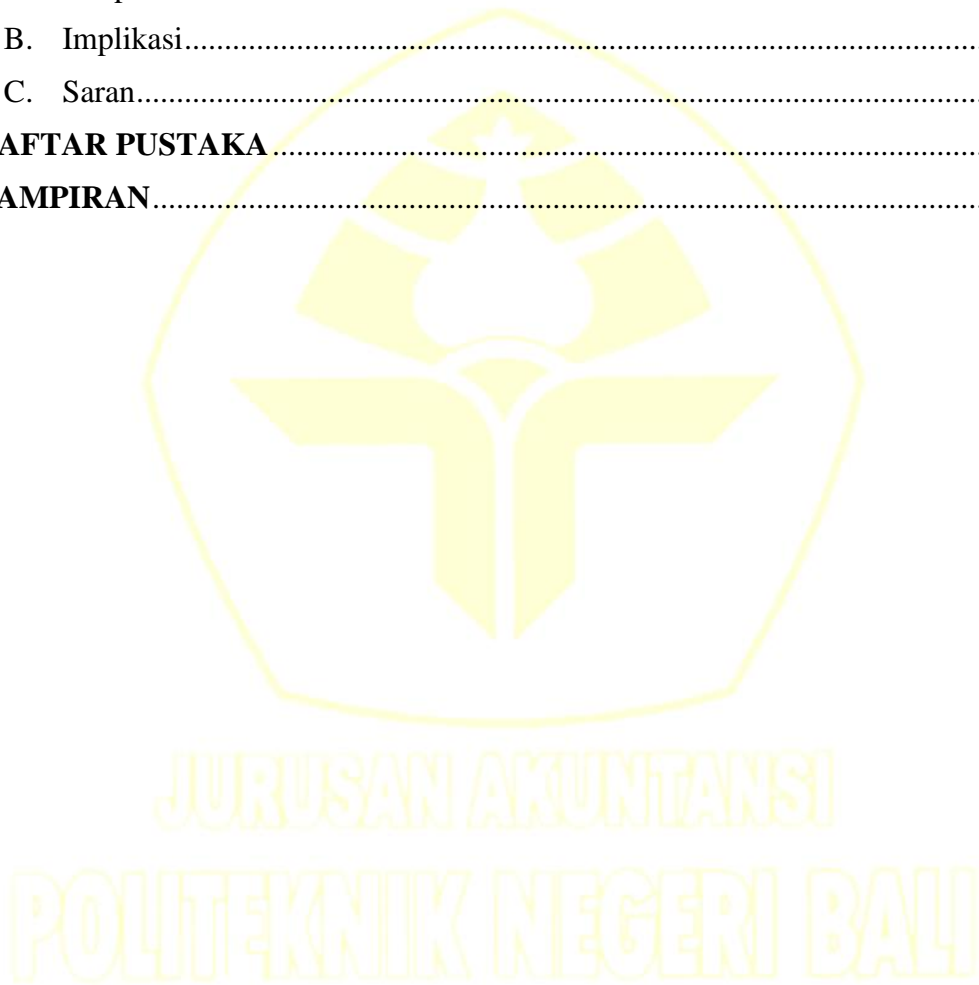 B. Implikasi
C. Saran
AFTAR PUSTAKA
AMPIRAN
JURUSAN AKUNTANSI
POLITEKNIK NEGERI BALI